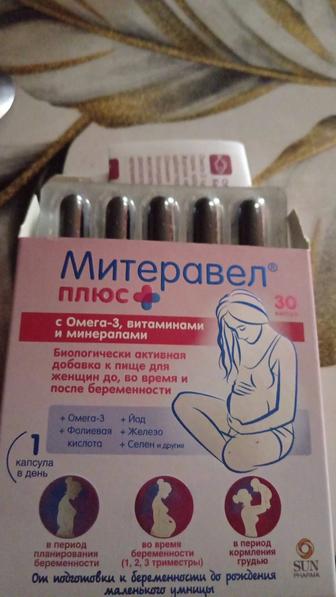 Митеравел®
плюс
30
капсул
с Омега-3, витаминами
и минералами
Биологически активная
добавка к пище для
женщин до, во время и
после беременности
1
капсула
в день
+ Омега-3
+ Фолиевая
кислота
+ Йод
+ Железо
+ Селен и другие
в период
планирования
беременности
во время
беременности
(1, 2, 3 триместры)
в период
кормления
грудью
SUN
PHARMA
От подготовки к беременности до рождения
маленького умницы